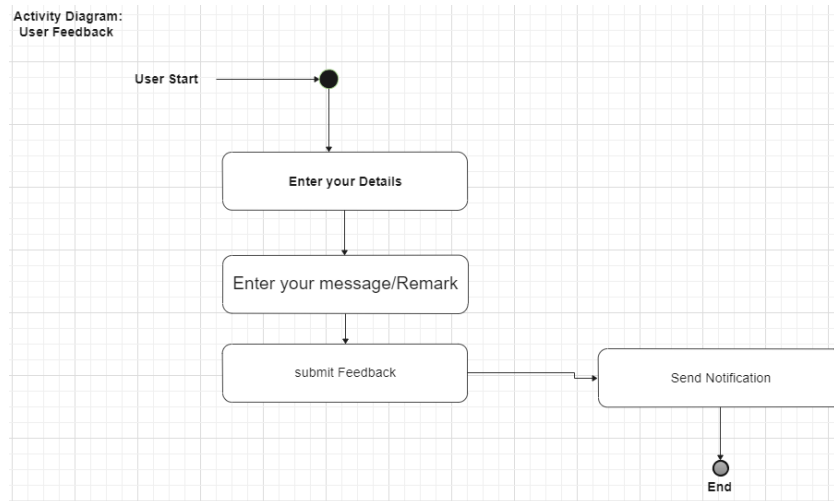 Activity Diagram:
User Feedback
User Start
Enter your Details
Enter your message/Remark
submit Feedback
Send Notification
End